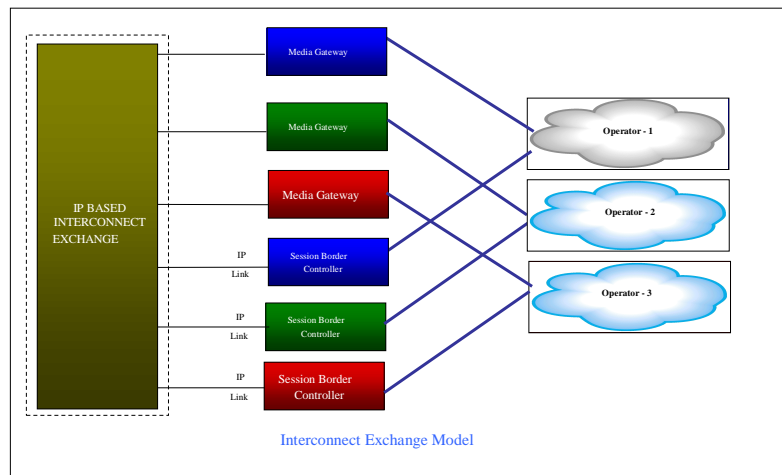 Media Gateway
Operator - 1
Media Gateway
Media Gateway
IP BASED
INTERCONNECT
EXCHANGE
Operator - 2
IP
Link
Session Border
Controller
Operator - 3
IP
Link
Session Border
Controller
IP
Link
Session Border
Controller
Interconnect Exchange Model